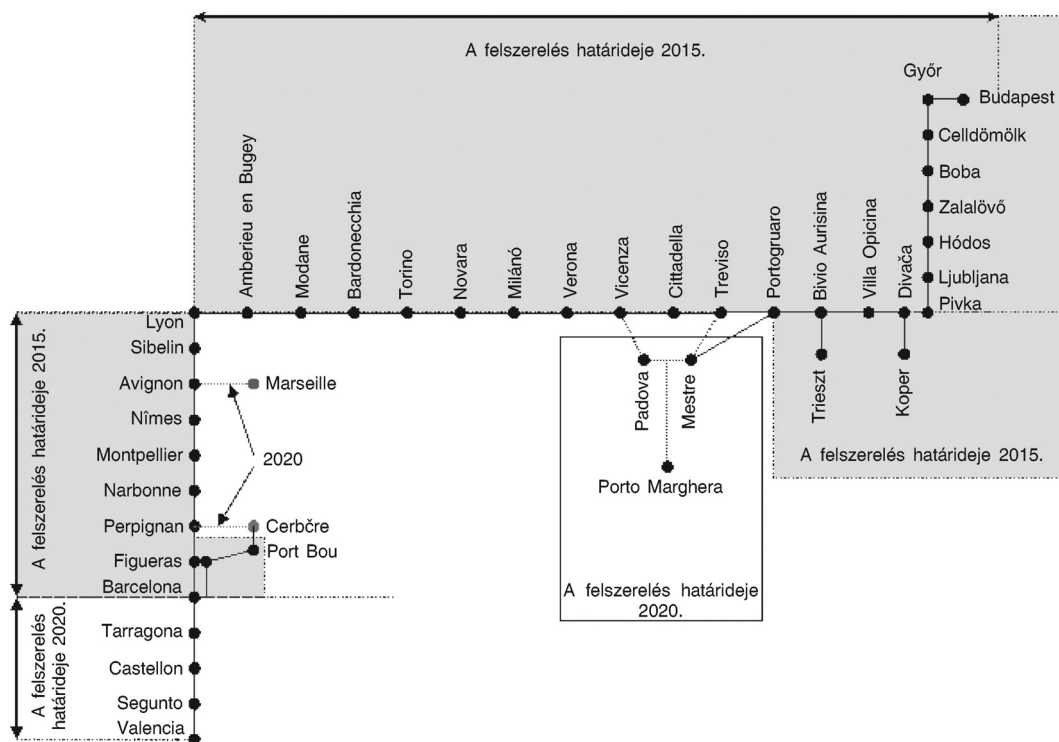 A felszerelés határideje 2015.
Győr
Budapest
Celldömölk
Boba
Zalalövő
Hódos
Ljubljana
Pivka
Amberieu en Bugey
Modane
Bardonecchia
Torino
Novara
Milánó
Verona
Vicenza
Cittadella
Treviso
Portogruaro
Bivio Aurisina
Villa Opicina
Divača
Lyon
Sibelin
Avignon
Marseille
Nîmes
Montpellier
2020
Narbonne
Perpignan
Cerbčre
Port Bou
Figueras
Barcelona
Tarragona
Castellon
Segunto
Valencia
A felszerelés határideje 2015.
A felszerelés
határideje 2020.
Padova
Mestre
Porto Marghera
A felszerelés határideje
2020.
Trieszt
Koper
A felszerelés határideje 2015.